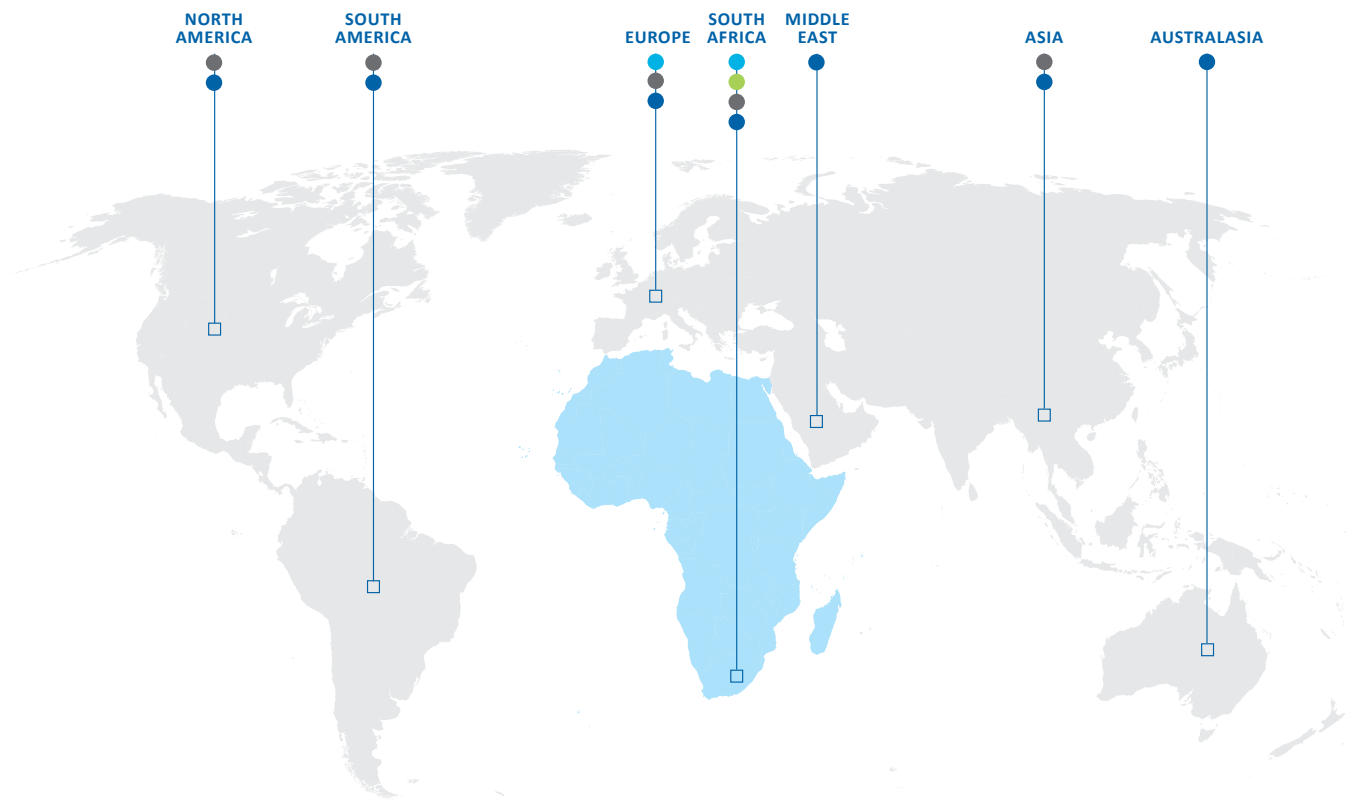 NORTH
AMERICA
SOUTH
AMERICA
EUROPE
SOUTH
AFRICA
MIDDLE
EAST
ASIA
AUSTRALASIA